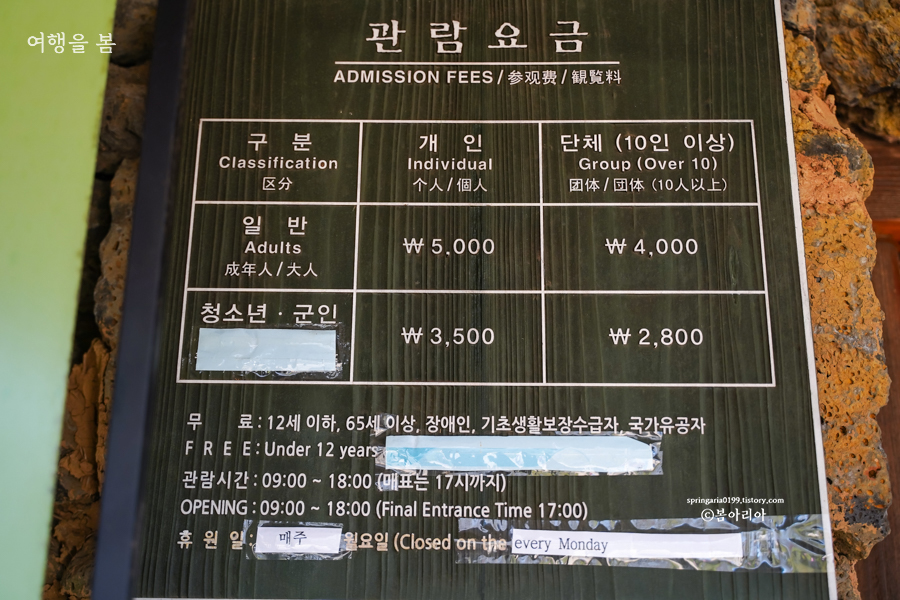 여행을 봄
관람요금
ADMISSION FEES / 参观费 / 観覧料
구 분 개 인 단체 (10인 이상)
Classification Individual Group (Over 10)
区分 个人 / 個人 团体 / 団体 (10人以上)
일 반
Adults ₩ 5,000 ₩ 4,000
成年人 / 大人
청소년 · 군인
₩ 3,500 ₩ 2,800
무 료 : 12세 이하, 65세 이상, 장애인, 기초생활보장수급자, 국가유공자
F R E E : Under 12 years
관람시간 : 09:00 ~ 18:00 (매표는 17시까지)
OPENING : 09:00 ~ 18:00 (Final Entrance Time 17:00)
springaria0199.tistory.com
ⓒ봄아리아
휴 원 일 : 매주 월요일 (Closed on the every Monday